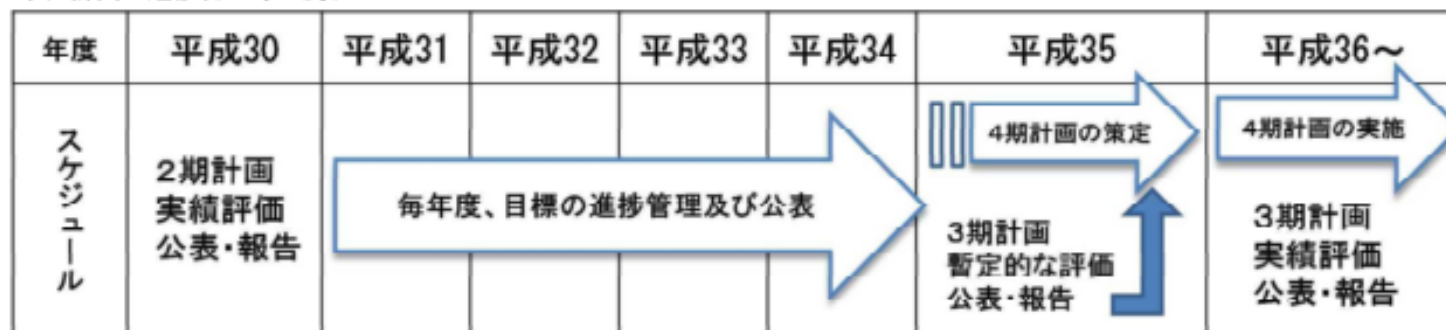 年度
平成30
平成31
平成32
平成33
平成34
平成35
平成36～
スケジュール
2期計画
実績評価
公表・報告
毎年度、目標の進捗管理及び公表
4期計画の策定
3期計画
暫定的な評価
公表・報告
4期計画の実施
3期計画
実績評価
公表・報告